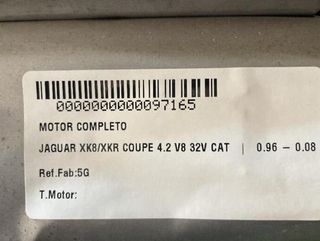 0000000000097165
MOTOR COMPLETO
JAGUAR XK8/XKR COUPE 4.2 V8 32V CAT | 0.96 – 0.08
Ref.Fab:5G
T.Motor: